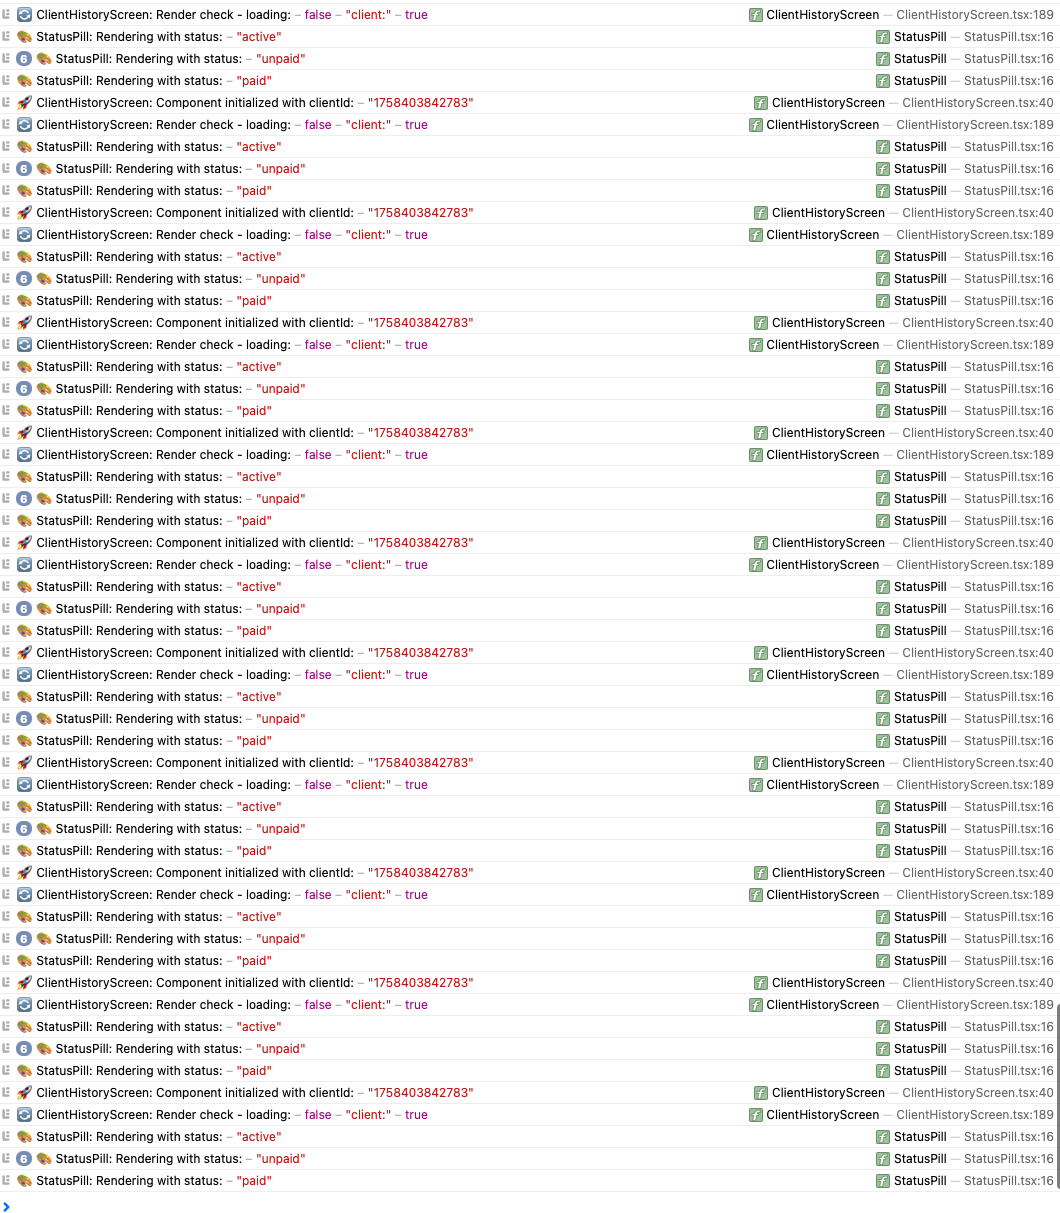 ClientHistoryScreen: Render check - loading: – false – "client:" – true ClientHistoryScreen — ClientHistoryScreen.tsx:189
StatusPill: Rendering with status: – "active" StatusPill — StatusPill.tsx:16
6 StatusPill: Rendering with status: – "unpaid" StatusPill — StatusPill.tsx:16
StatusPill: Rendering with status: – "paid" StatusPill — StatusPill.tsx:16
ClientHistoryScreen: Component initialized with clientId: – "1758403842783" ClientHistoryScreen — ClientHistoryScreen.tsx:40
ClientHistoryScreen: Render check - loading: – false – "client:" – true ClientHistoryScreen — ClientHistoryScreen.tsx:189
StatusPill: Rendering with status: – "active" StatusPill — StatusPill.tsx:16
6 StatusPill: Rendering with status: – "unpaid" StatusPill — StatusPill.tsx:16
StatusPill: Rendering with status: – "paid" StatusPill — StatusPill.tsx:16
ClientHistoryScreen: Component initialized with clientId: – "1758403842783" ClientHistoryScreen — ClientHistoryScreen.tsx:40
ClientHistoryScreen: Render check - loading: – false – "client:" – true ClientHistoryScreen — ClientHistoryScreen.tsx:189
StatusPill: Rendering with status: – "active" StatusPill — StatusPill.tsx:16
6 StatusPill: Rendering with status: – "unpaid" StatusPill — StatusPill.tsx:16
StatusPill: Rendering with status: – "paid" StatusPill — StatusPill.tsx:16
ClientHistoryScreen: Component initialized with clientId: – "1758403842783" ClientHistoryScreen — ClientHistoryScreen.tsx:40
ClientHistoryScreen: Render check - loading: – false – "client:" – true ClientHistoryScreen — ClientHistoryScreen.tsx:189
StatusPill: Rendering with status: – "active" StatusPill — StatusPill.tsx:16
6 StatusPill: Rendering with status: – "unpaid" StatusPill — StatusPill.tsx:16
StatusPill: Rendering with status: – "paid" StatusPill — StatusPill.tsx:16
ClientHistoryScreen: Component initialized with clientId: – "1758403842783" ClientHistoryScreen — ClientHistoryScreen.tsx:40
ClientHistoryScreen: Render check - loading: – false – "client:" – true ClientHistoryScreen — ClientHistoryScreen.tsx:189
StatusPill: Rendering with status: – "active" StatusPill — StatusPill.tsx:16
6 StatusPill: Rendering with status: – "unpaid" StatusPill — StatusPill.tsx:16
StatusPill: Rendering with status: – "paid" StatusPill — StatusPill.tsx:16
ClientHistoryScreen: Component initialized with clientId: – "1758403842783" ClientHistoryScreen — ClientHistoryScreen.tsx:40
ClientHistoryScreen: Render check - loading: – false – "client:" – true ClientHistoryScreen — ClientHistoryScreen.tsx:189
StatusPill: Rendering with status: – "active" StatusPill — StatusPill.tsx:16
6 StatusPill: Rendering with status: – "unpaid" StatusPill — StatusPill.tsx:16
StatusPill: Rendering with status: – "paid" StatusPill — StatusPill.tsx:16
ClientHistoryScreen: Component initialized with clientId: – "1758403842783" ClientHistoryScreen — ClientHistoryScreen.tsx:40
ClientHistoryScreen: Render check - loading: – false – "client:" – true ClientHistoryScreen — ClientHistoryScreen.tsx:189
StatusPill: Rendering with status: – "active" StatusPill — StatusPill.tsx:16
6 StatusPill: Rendering with status: – "unpaid" StatusPill — StatusPill.tsx:16
StatusPill: Rendering with status: – "paid" StatusPill — StatusPill.tsx:16
ClientHistoryScreen: Component initialized with clientId: – "1758403842783" ClientHistoryScreen — ClientHistoryScreen.tsx:40
ClientHistoryScreen: Render check - loading: – false – "client:" – true ClientHistoryScreen — ClientHistoryScreen.tsx:189
StatusPill: Rendering with status: – "active" StatusPill — StatusPill.tsx:16
6 StatusPill: Rendering with status: – "unpaid" StatusPill — StatusPill.tsx:16
StatusPill: Rendering with status: – "paid" StatusPill — StatusPill.tsx:16
ClientHistoryScreen: Component initialized with clientId: – "1758403842783" ClientHistoryScreen — ClientHistoryScreen.tsx:40
ClientHistoryScreen: Render check - loading: – false – "client:" – true ClientHistoryScreen — ClientHistoryScreen.tsx:189
StatusPill: Rendering with status: – "active" StatusPill — StatusPill.tsx:16
6 StatusPill: Rendering with status: – "unpaid" StatusPill — StatusPill.tsx:16
StatusPill: Rendering with status: – "paid" StatusPill — StatusPill.tsx:16
ClientHistoryScreen: Component initialized with clientId: – "1758403842783" ClientHistoryScreen — ClientHistoryScreen.tsx:40
ClientHistoryScreen: Render check - loading: – false – "client:" – true ClientHistoryScreen — ClientHistoryScreen.tsx:189
StatusPill: Rendering with status: – "active" StatusPill — StatusPill.tsx:16
6 StatusPill: Rendering with status: – "unpaid" StatusPill — StatusPill.tsx:16
StatusPill: Rendering with status: – "paid" StatusPill — StatusPill.tsx:16
ClientHistoryScreen: Component initialized with clientId: – "1758403842783" ClientHistoryScreen — ClientHistoryScreen.tsx:40
ClientHistoryScreen: Render check - loading: – false – "client:" – true ClientHistoryScreen — ClientHistoryScreen.tsx:189
StatusPill: Rendering with status: – "active" StatusPill — StatusPill.tsx:16
6 StatusPill: Rendering with status: – "unpaid" StatusPill — StatusPill.tsx:16
StatusPill: Rendering with status: – "paid" StatusPill — StatusPill.tsx:16